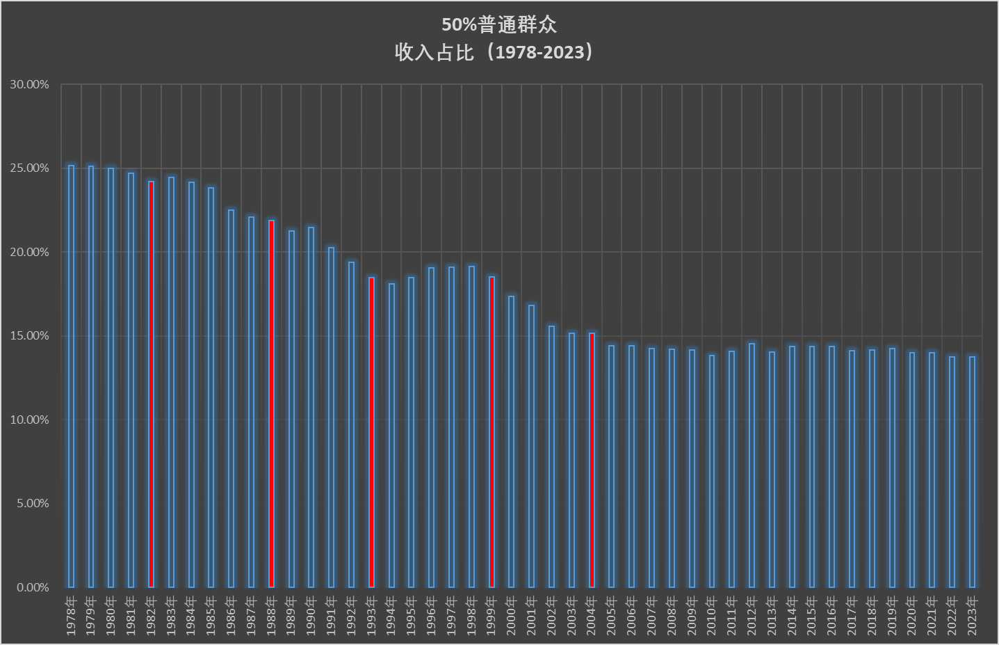 50%普通群众
收入占比（1978-2023）
30.00%
25.00%
20.00%
15.00%
10.00%
5.00%
0.00%
1978年
1979年
1980年
1981年
1982年
1983年
1984年
1985年
1986年
1987年
1988年
1989年
1990年
1991年
1992年
1993年
1994年
1995年
1996年
1997年
1998年
1999年
2000年
2001年
2002年
2003年
2004年
2005年
2006年
2007年
2008年
2009年
2010年
2011年
2012年
2013年
2014年
2015年
2016年
2017年
2018年
2019年
2020年
2021年
2022年
2023年